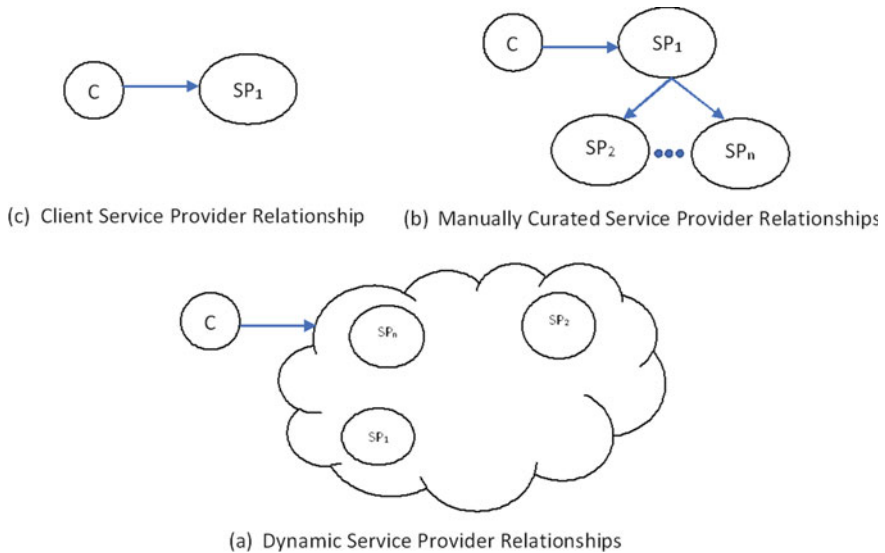 C
SP₁
(c) Client Service Provider Relationship
C
SP₁
SP₂
SPₙ
(b) Manually Curated Service Provider Relationships
C
SPₙ
SP₂
SP₁
(a) Dynamic Service Provider Relationships